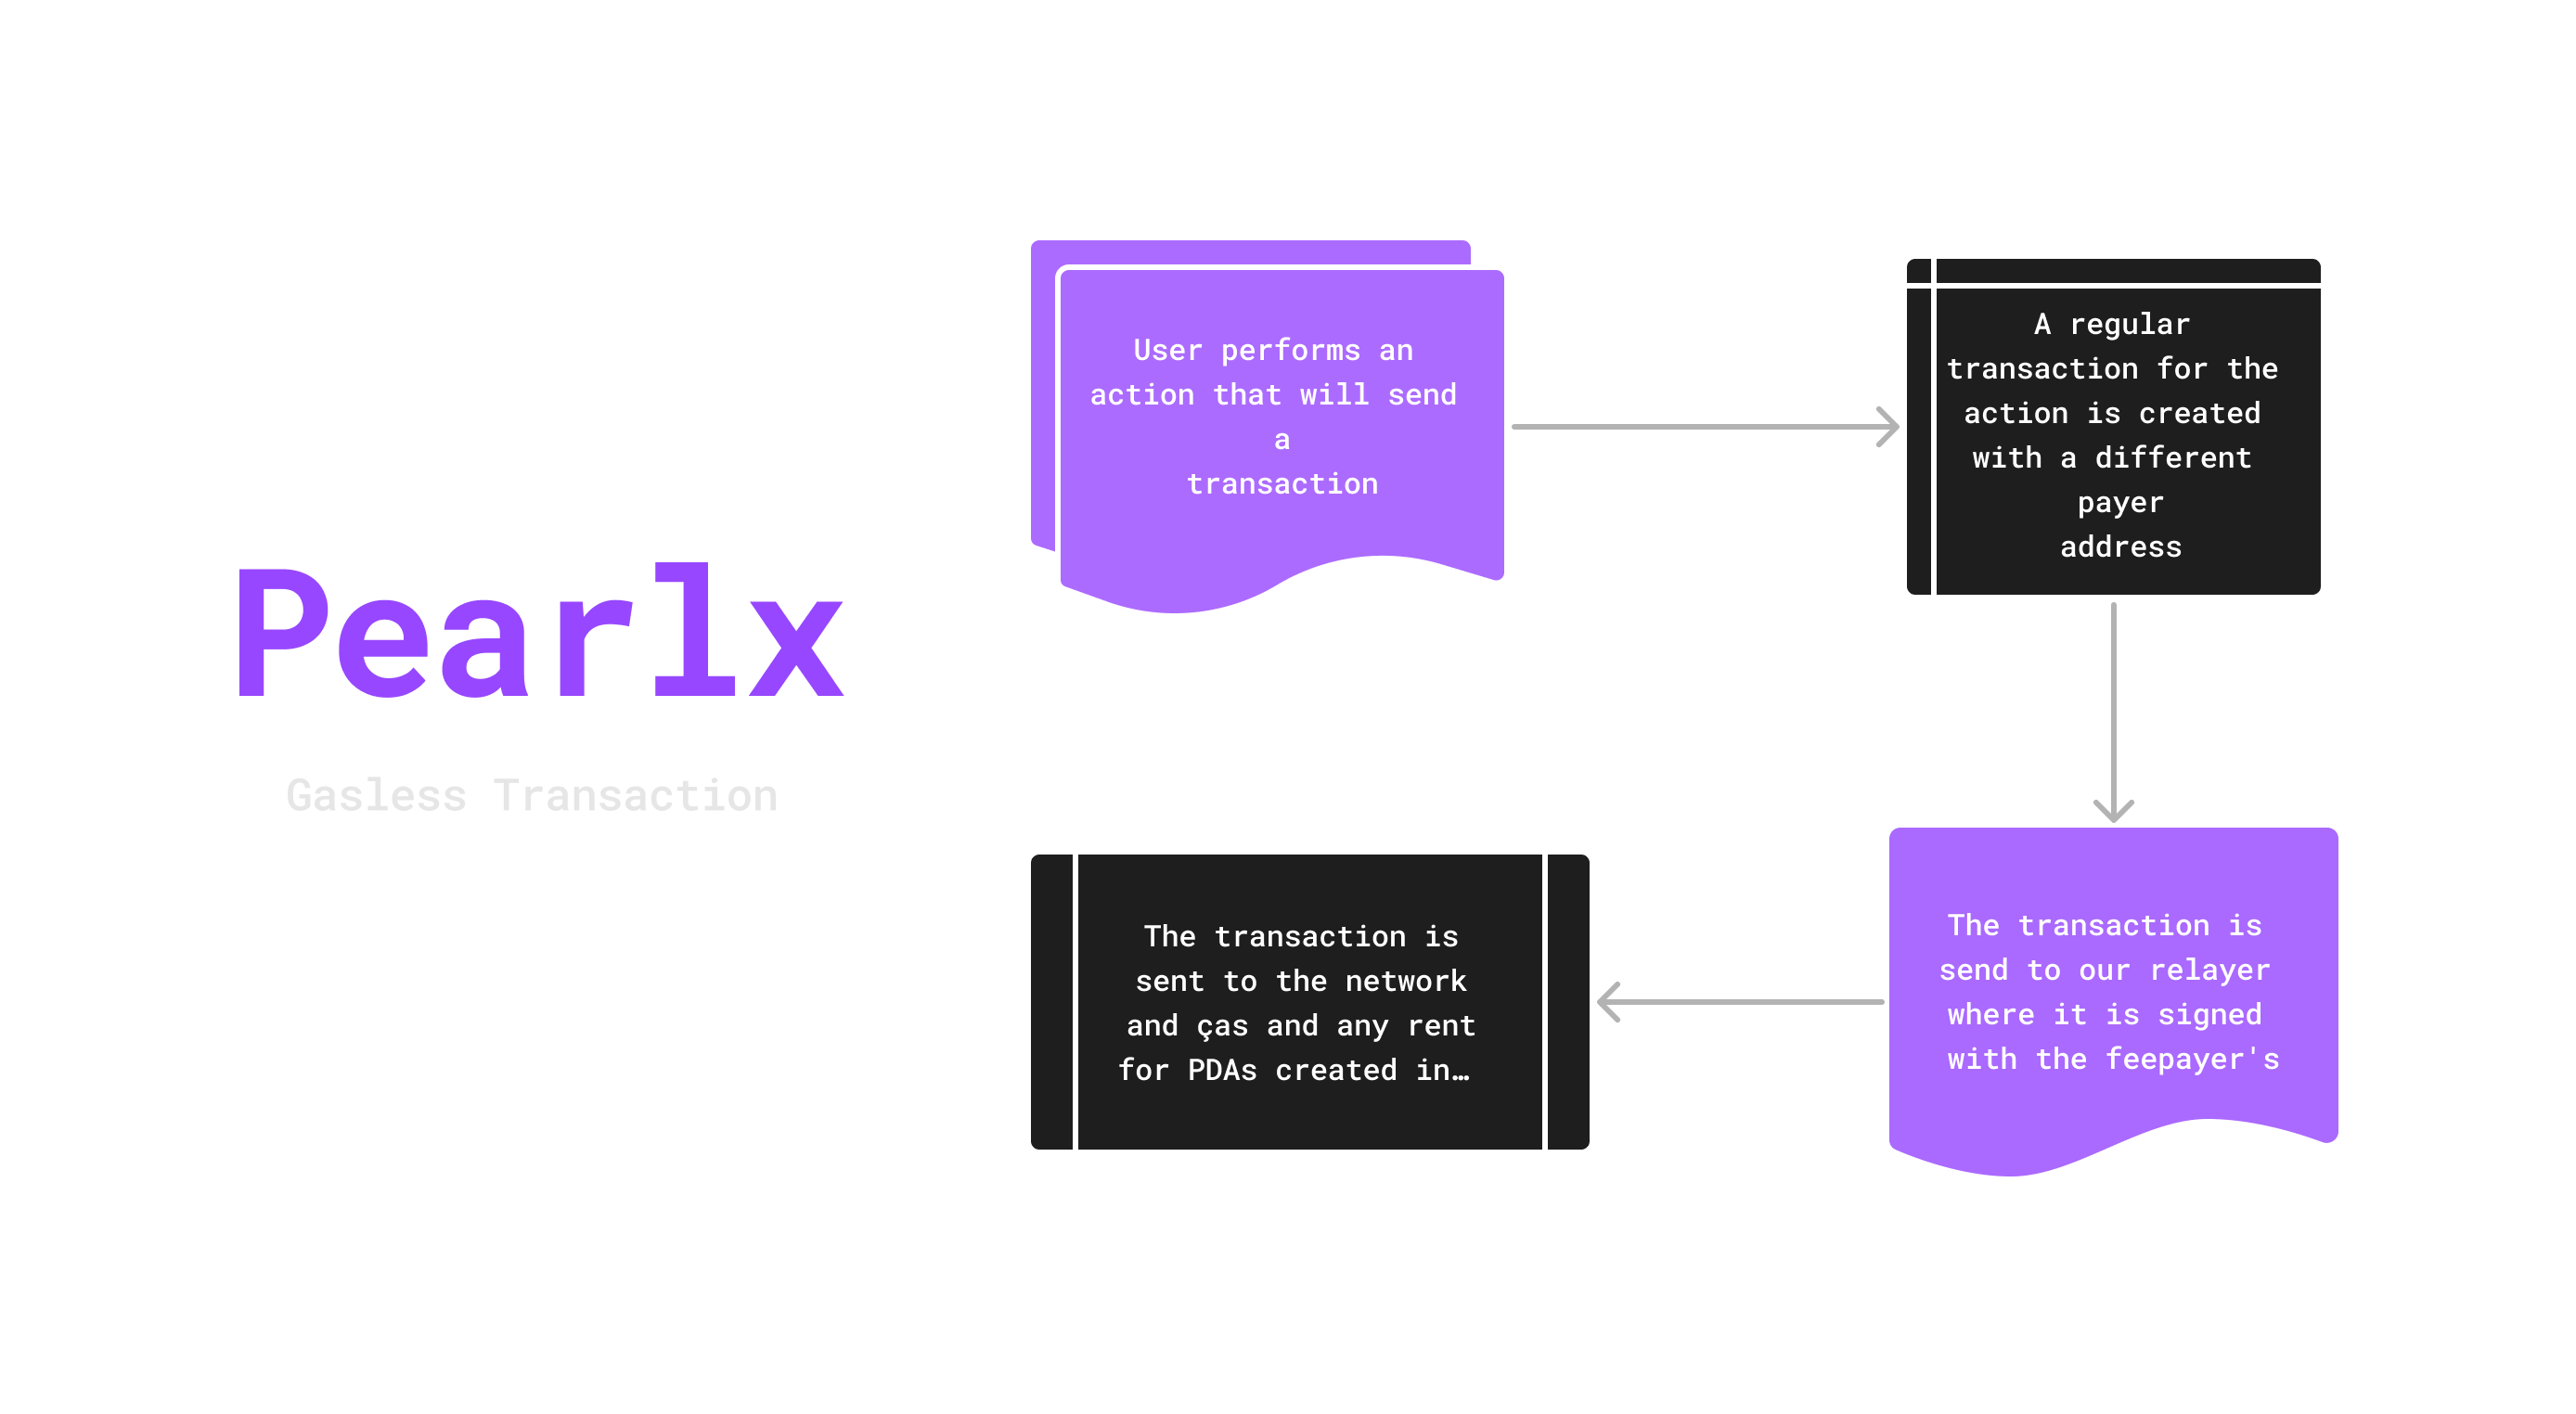 Pearlx
Gasless Transaction
User performs an
action that will send
a
transaction
A regular
transaction for the
action is created
with a different
payer
address
The transaction is
send to our relayer
where it is signed
with the feepayer's
The transaction is
sent to the network
and ças and any rent
for PDAs created in…